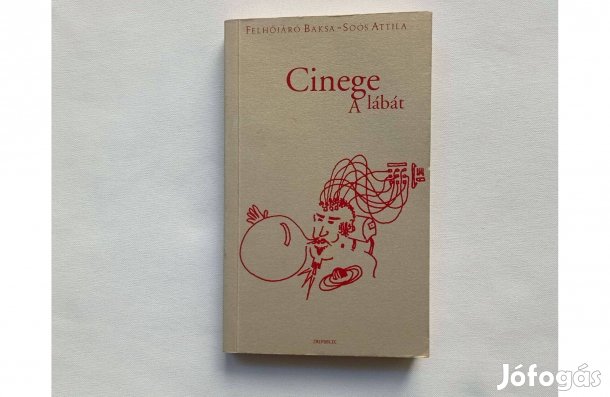 FELHŐJÁRÓ BAKSA-SOÓS ATTILA
Cinege
A lábát
Jófogás